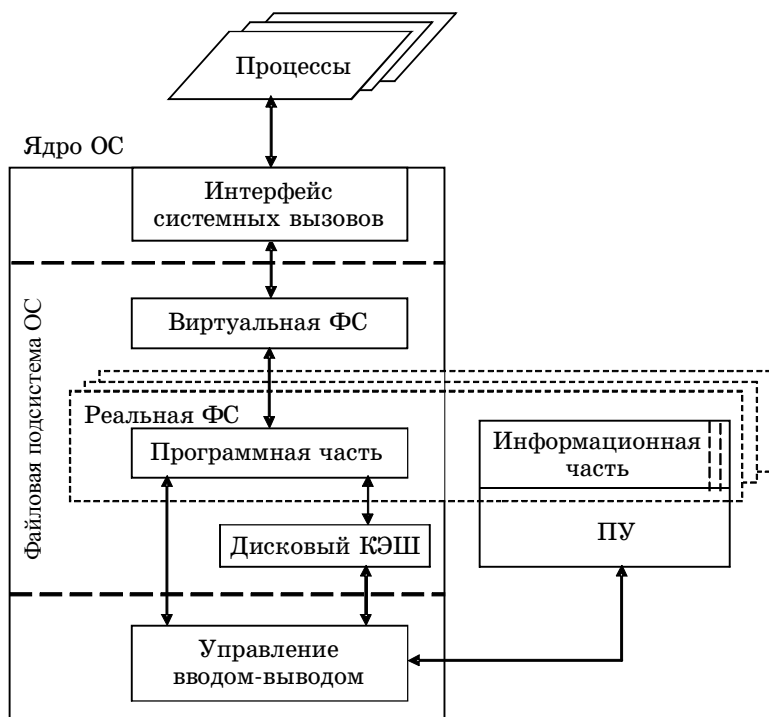 Процессы
Ядро ОС
Интерфейс
системных вызовов
Файловая подсистема ОС
Виртуальная ФС
Реальная ФС
Программная часть
Информационная
часть
Дисковый КЭШ
ПУ
Управление
вводом-выводом